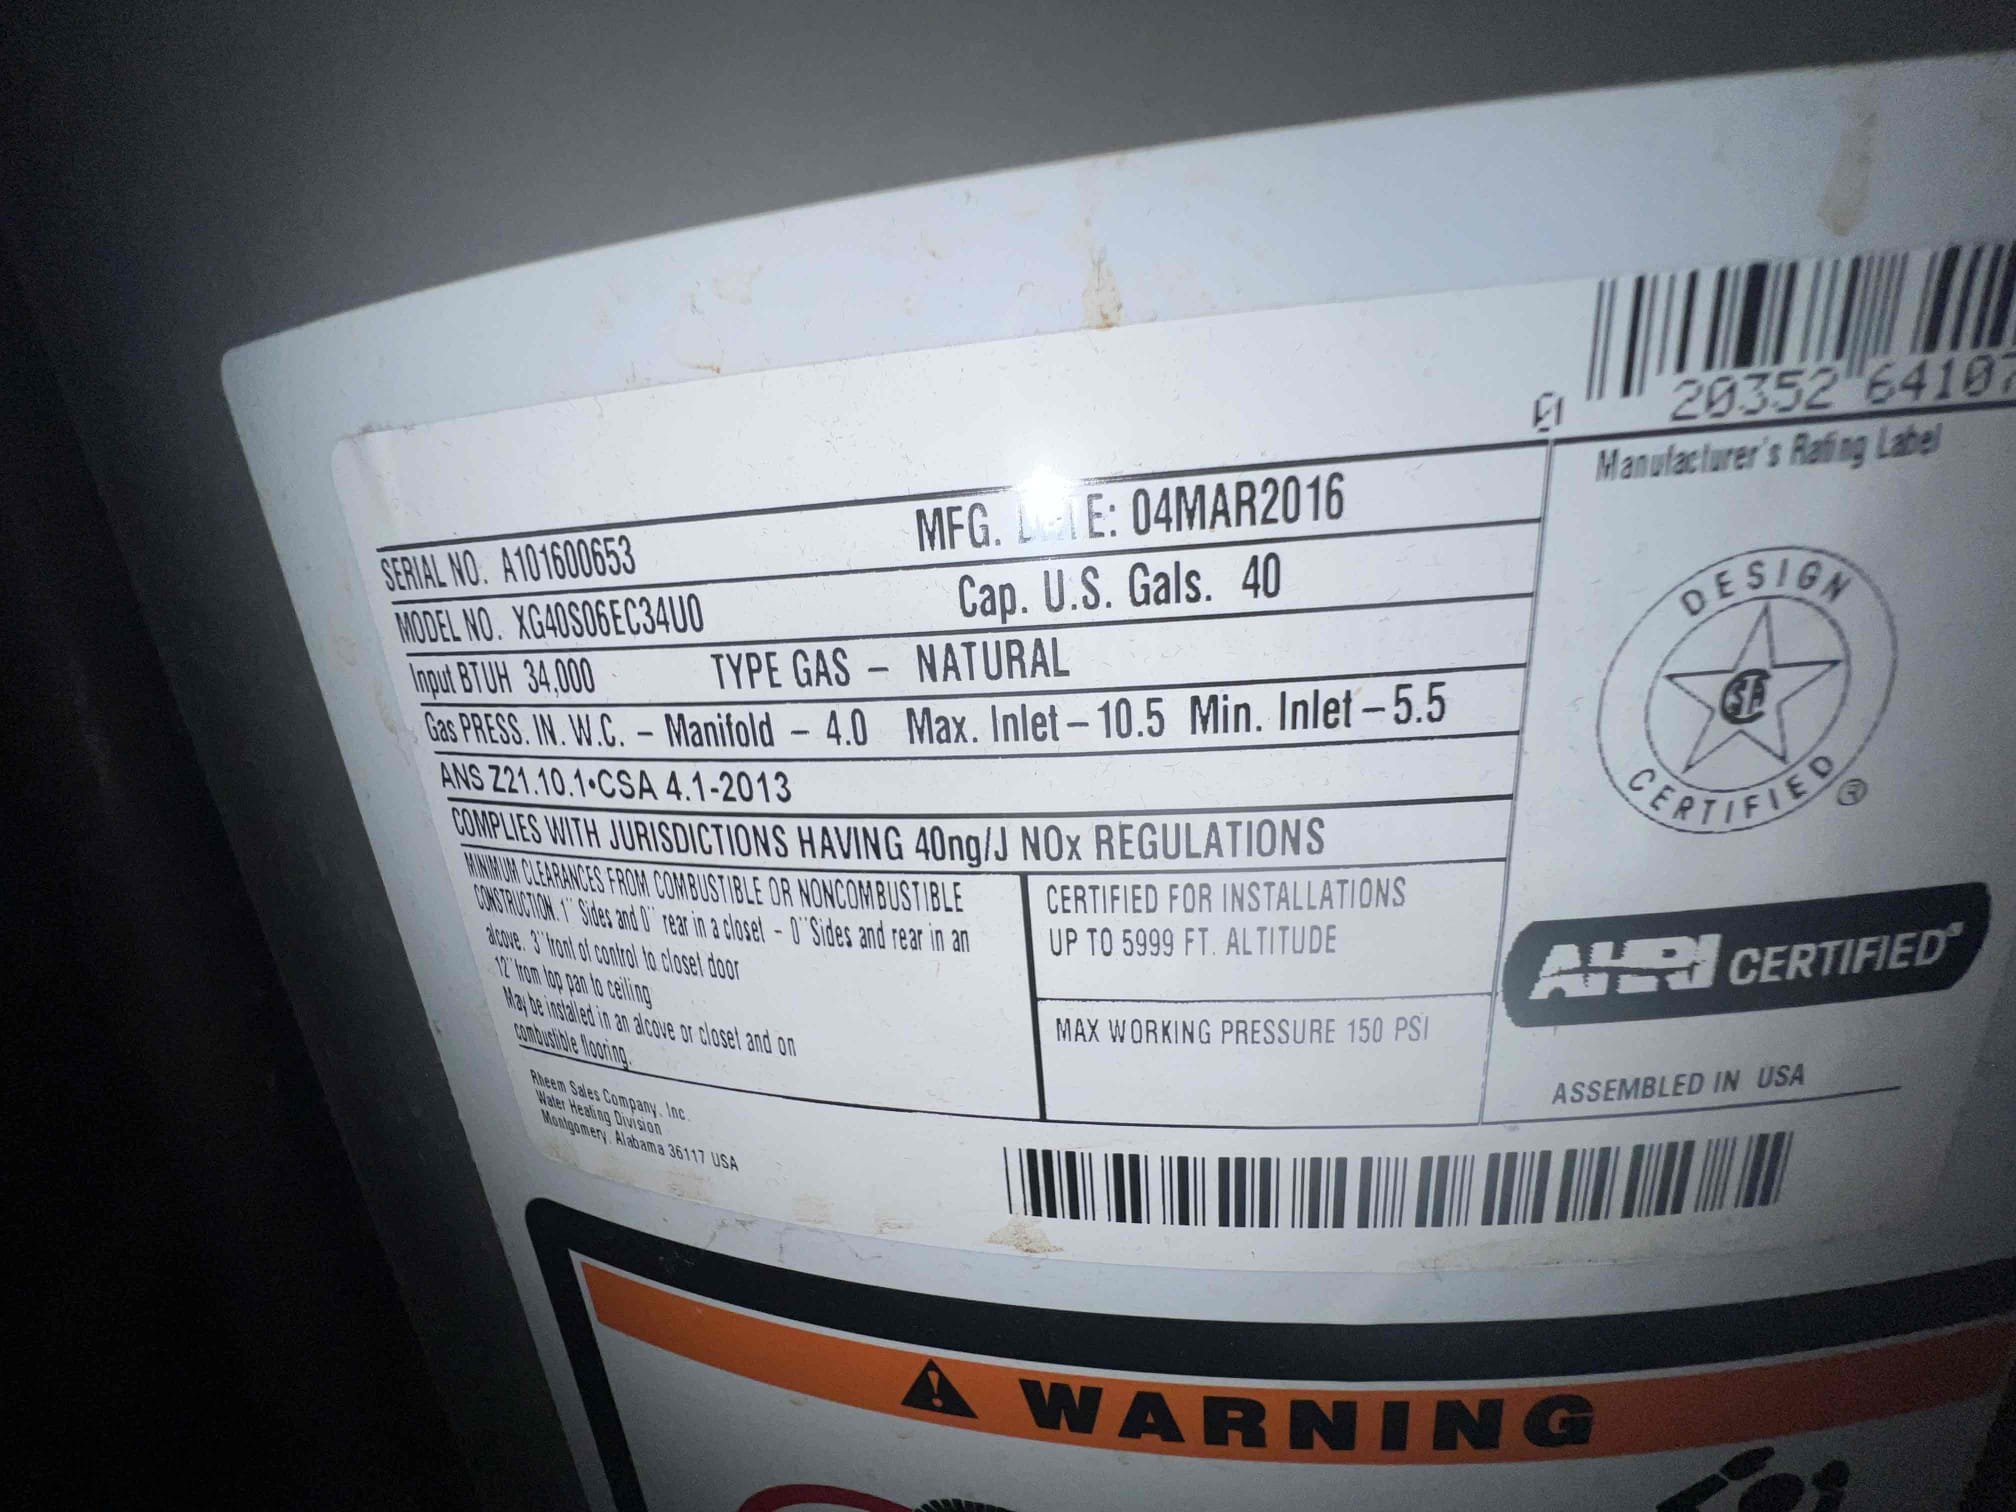 20352 64107
Manufacturer's Rating Label
SERIAL NO. A101600653 MFG. DATE: 04MAR2016
MODEL NO. XG40S06EC34U0 Cap. U.S. Gals. 40
Input BTUH 34,000 TYPE GAS – NATURAL
Gas PRESS. IN. W.C. – Manifold – 4.0 Max. Inlet – 10.5 Min. Inlet – 5.5
ANS Z21.10.1•CSA 4.1-2013
COMPLIES WITH JURISDICTIONS HAVING 40ng/J NOx REGULATIONS
MINIMUM CLEARANCES FROM COMBUSTIBLE OR NONCOMBUSTIBLE
CONSTRUCTION. 1" Sides and 0" rear in a closet - 0" Sides and rear in an
alcove. 3" front of control to closet door
12" from top pan to ceiling
May be installed in an alcove or closet and on
combustible flooring.
CERTIFIED FOR INSTALLATIONS
UP TO 5999 FT. ALTITUDE
MAX WORKING PRESSURE 150 PSI
DESIGN
SA
CERTIFIED ®
AHRI CERTIFIED®
ASSEMBLED IN USA
Rheem Sales Company, Inc.
Water Heating Division
Montgomery, Alabama 36117 USA
WARNING